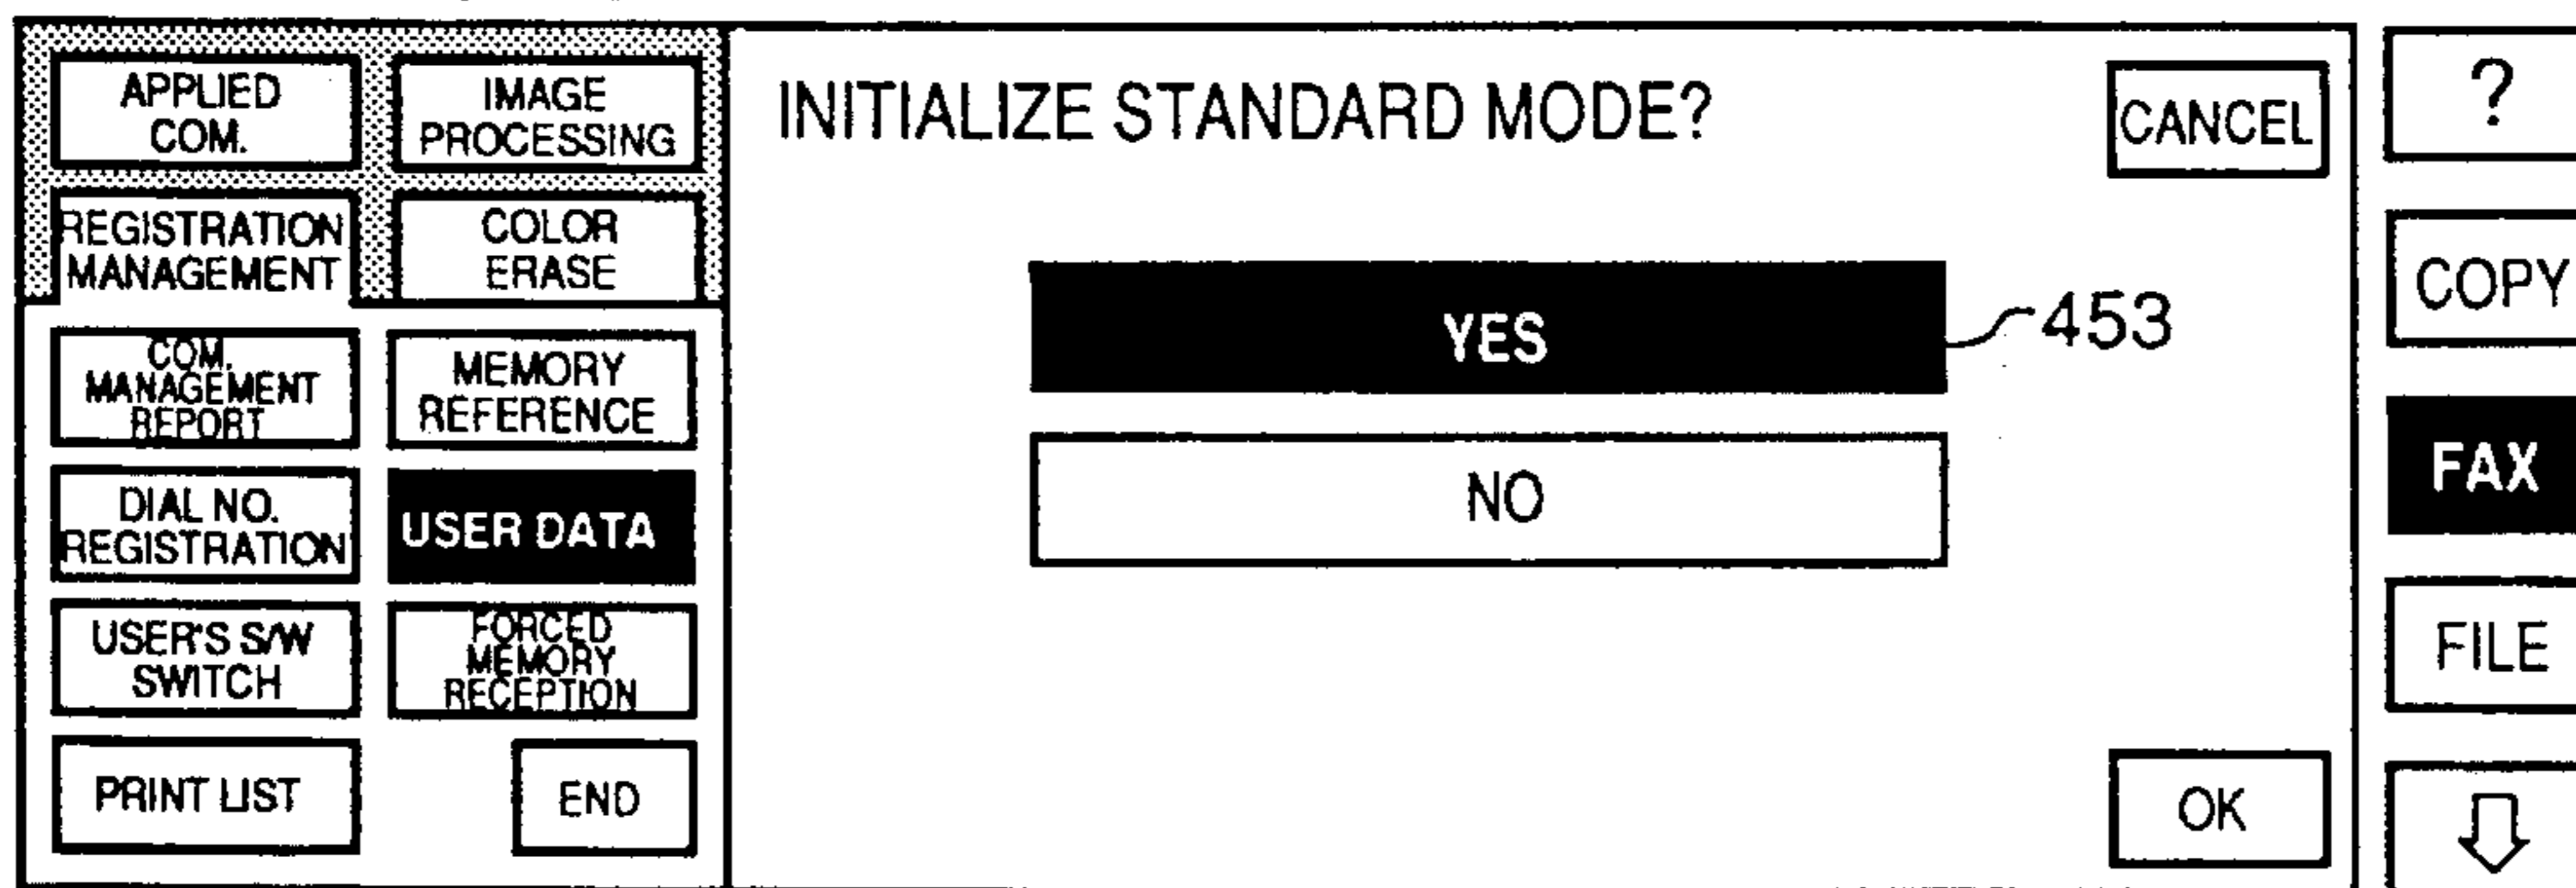 APPLIED
COM.
IMAGE
PROCESSING
REGISTRATION
MANAGEMENT
COLOR
ERASE
COM.
MANAGEMENT
REPORT
MEMORY
REFERENCE
DIAL NO.
REGISTRATION
USER DATA
USER'S S/W
SWITCH
FORCED
MEMORY
RECEPTION
PRINT LIST
END
INITIALIZE STANDARD MODE?
CANCEL
YES
453
NO
OK
?
COPY
FAX
FILE